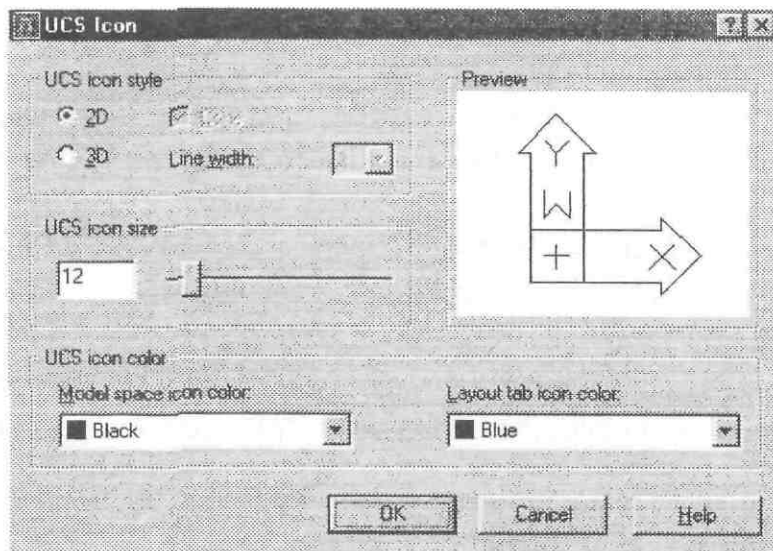 UCS Icon
UCS icon style
2D
3D
Line width:
Preview
Y
W
+ X
UCS icon size
12
UCS icon color
Model space icon color:
Black
Layout tab icon color:
Blue
OK Cancel Help